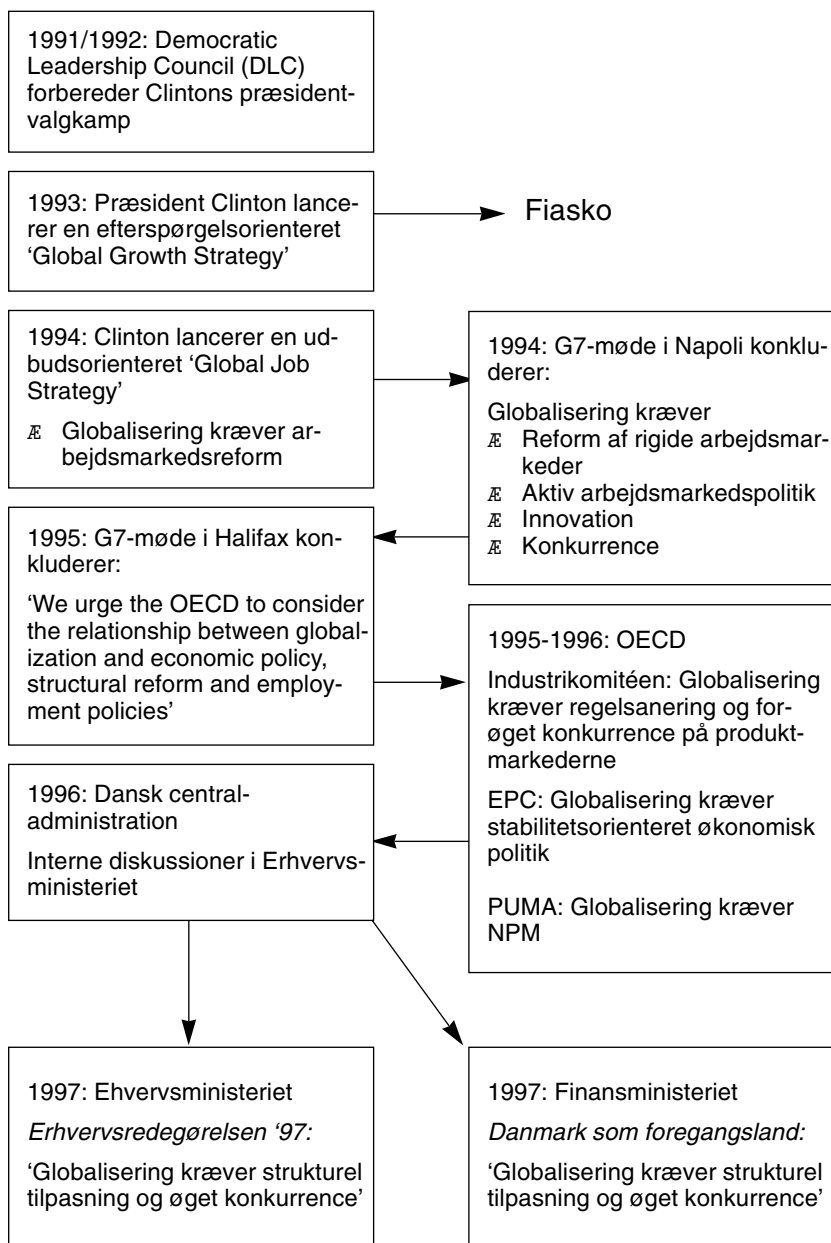 1991/1992: Democratic
Leadership Council (DLC)
forbereder Clintons præsident-
valgkamp
1993: Præsident Clinton lance-
rer en efterspørgelsorienteret
‘Global Growth Strategy’
Fiasko
1994: Clinton lancerer en ud-
budsorienteret ‘Global Job
Strategy’
Æ Globalisering kræver ar-
bejdsmarkedsreform
1994: G7-møde i Napoli konklu-
derer:
Globalisering kræver
Æ Reform af rigide arbejdsmar-
keder
Æ Aktiv arbejdsmarkedspolitik
Æ Innovation
Æ Konkurrence
1995: G7-møde i Halifax kon-
kluderer:
‘We urge the OECD to consider
the relationship between global-
ization and economic policy,
structural reform and employ-
ment policies’
1995-1996: OECD
Industrikomitéen: Globalisering
kræver regelsanering og for-
øget konkurrence på produkt-
markederne
EPC: Globalisering kræver
stabilitetsorienteret økonomisk
politik
PUMA: Globalisering kræver
NPM
1996: Dansk central-
administration
Interne diskussioner i Erhvervs-
ministeriet
1997: Ehvervsministeriet
Erhvervsredegørelsen ‘97:
‘Globalisering kræver strukturel
tilpasning og øget konkurrence’
1997: Finansministeriet
Danmark som foregangsland:
‘Globalisering kræver strukturel
tilpasning og øget konkurrence’